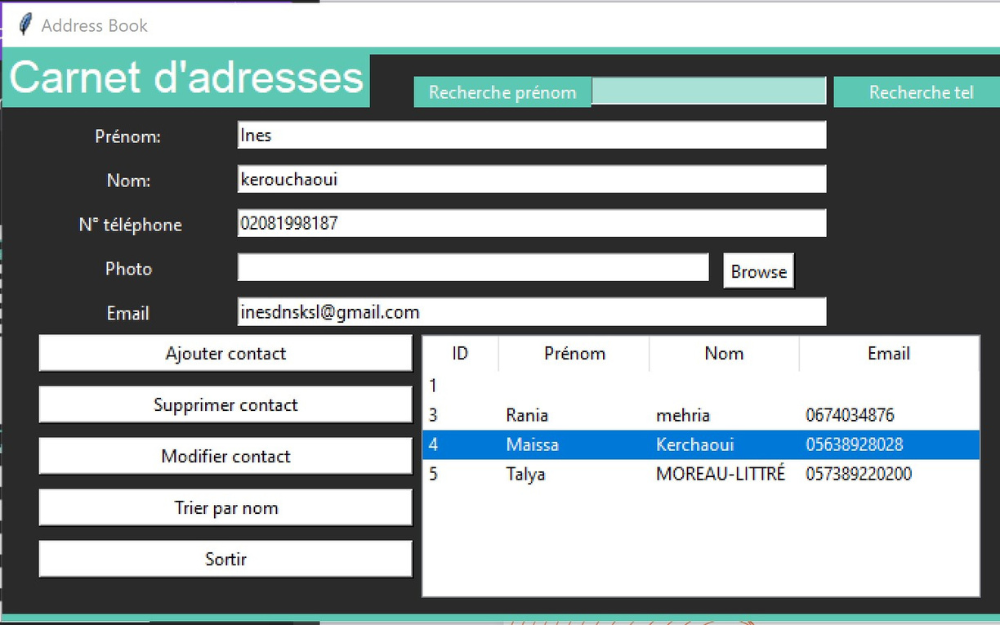 Address Book
Carnet d'adresses
Recherche prénom
Recherche tel
Prénom: Ines
Nom: kerouchaoui
N° téléphone 02081998187
Photo Browse
Email inesdnsksl@gmail.com
Ajouter contact
Supprimer contact
Modifier contact
Trier par nom
Sortir
ID Prénom Nom Email
1
3 Rania mehria 0674034876
4 Maissa Kerchaoui 05638928028
5 Talya MOREAU-LITTRÉ 057389220200